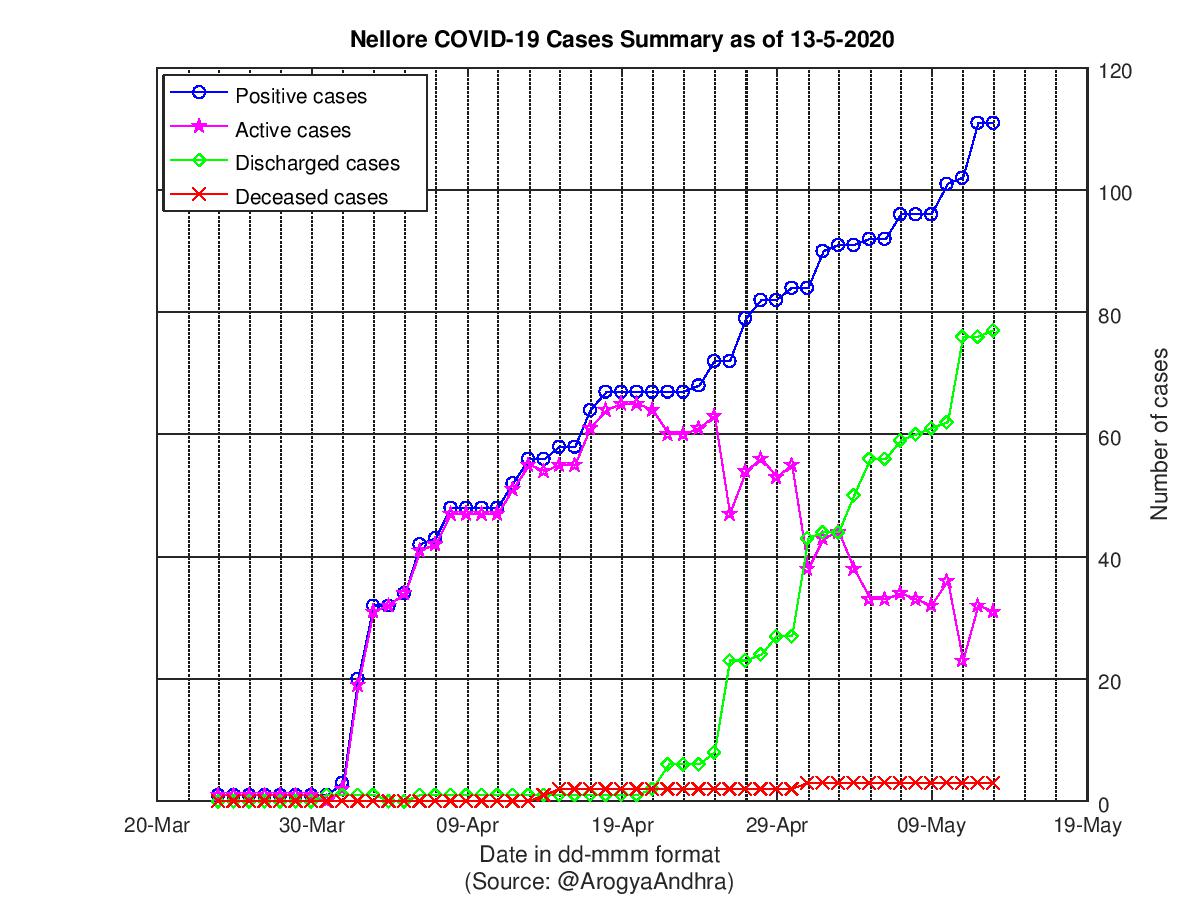 Nellore COVID-19 Cases Summary as of 13-5-2020
Positive cases
Active cases
Discharged cases
Deceased cases
120
100
80
60
40
20
0
Number of cases
20-Mar 30-Mar 09-Apr 19-Apr 29-Apr 09-May 19-May
Date in dd-mmm format
(Source: @ArogyaAndhra)